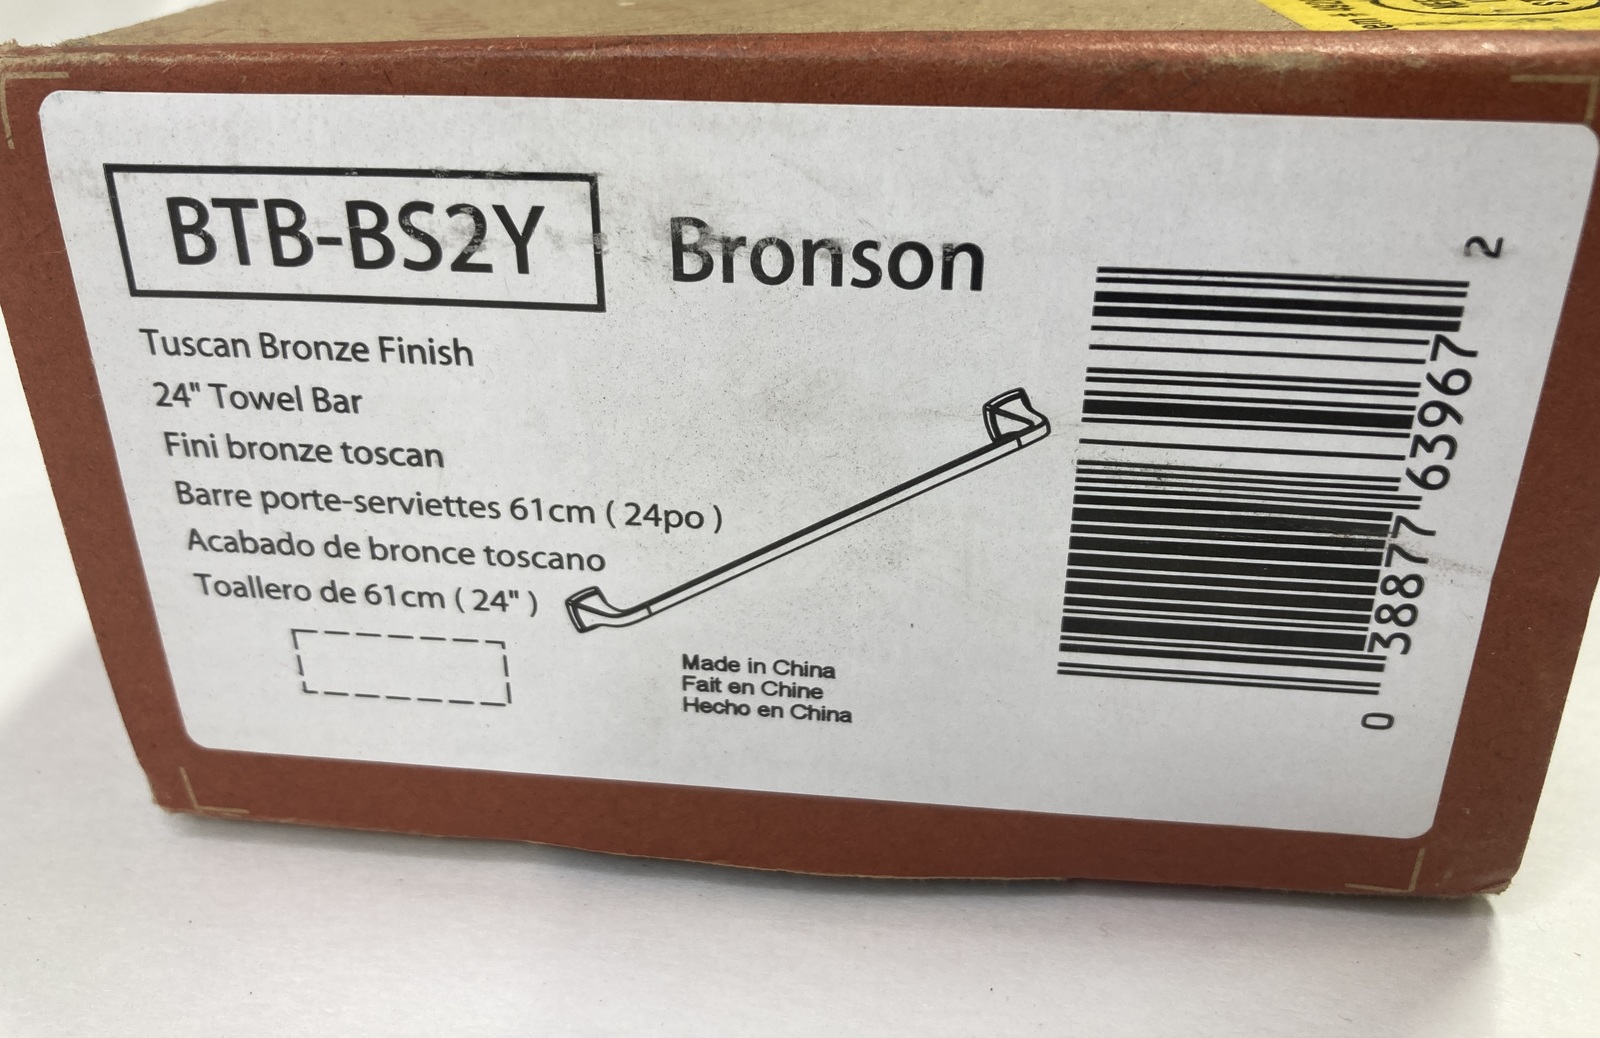 BTB-BS2Y
Bronson
Tuscan Bronze Finish
24" Towel Bar
Fini bronze toscan
Barre porte-serviettes 61cm ( 24po )
Acabado de bronce toscano
Toallero de 61cm ( 24" )
Made in China
Fait en Chine
Hecho en China
0 38877 63967 2